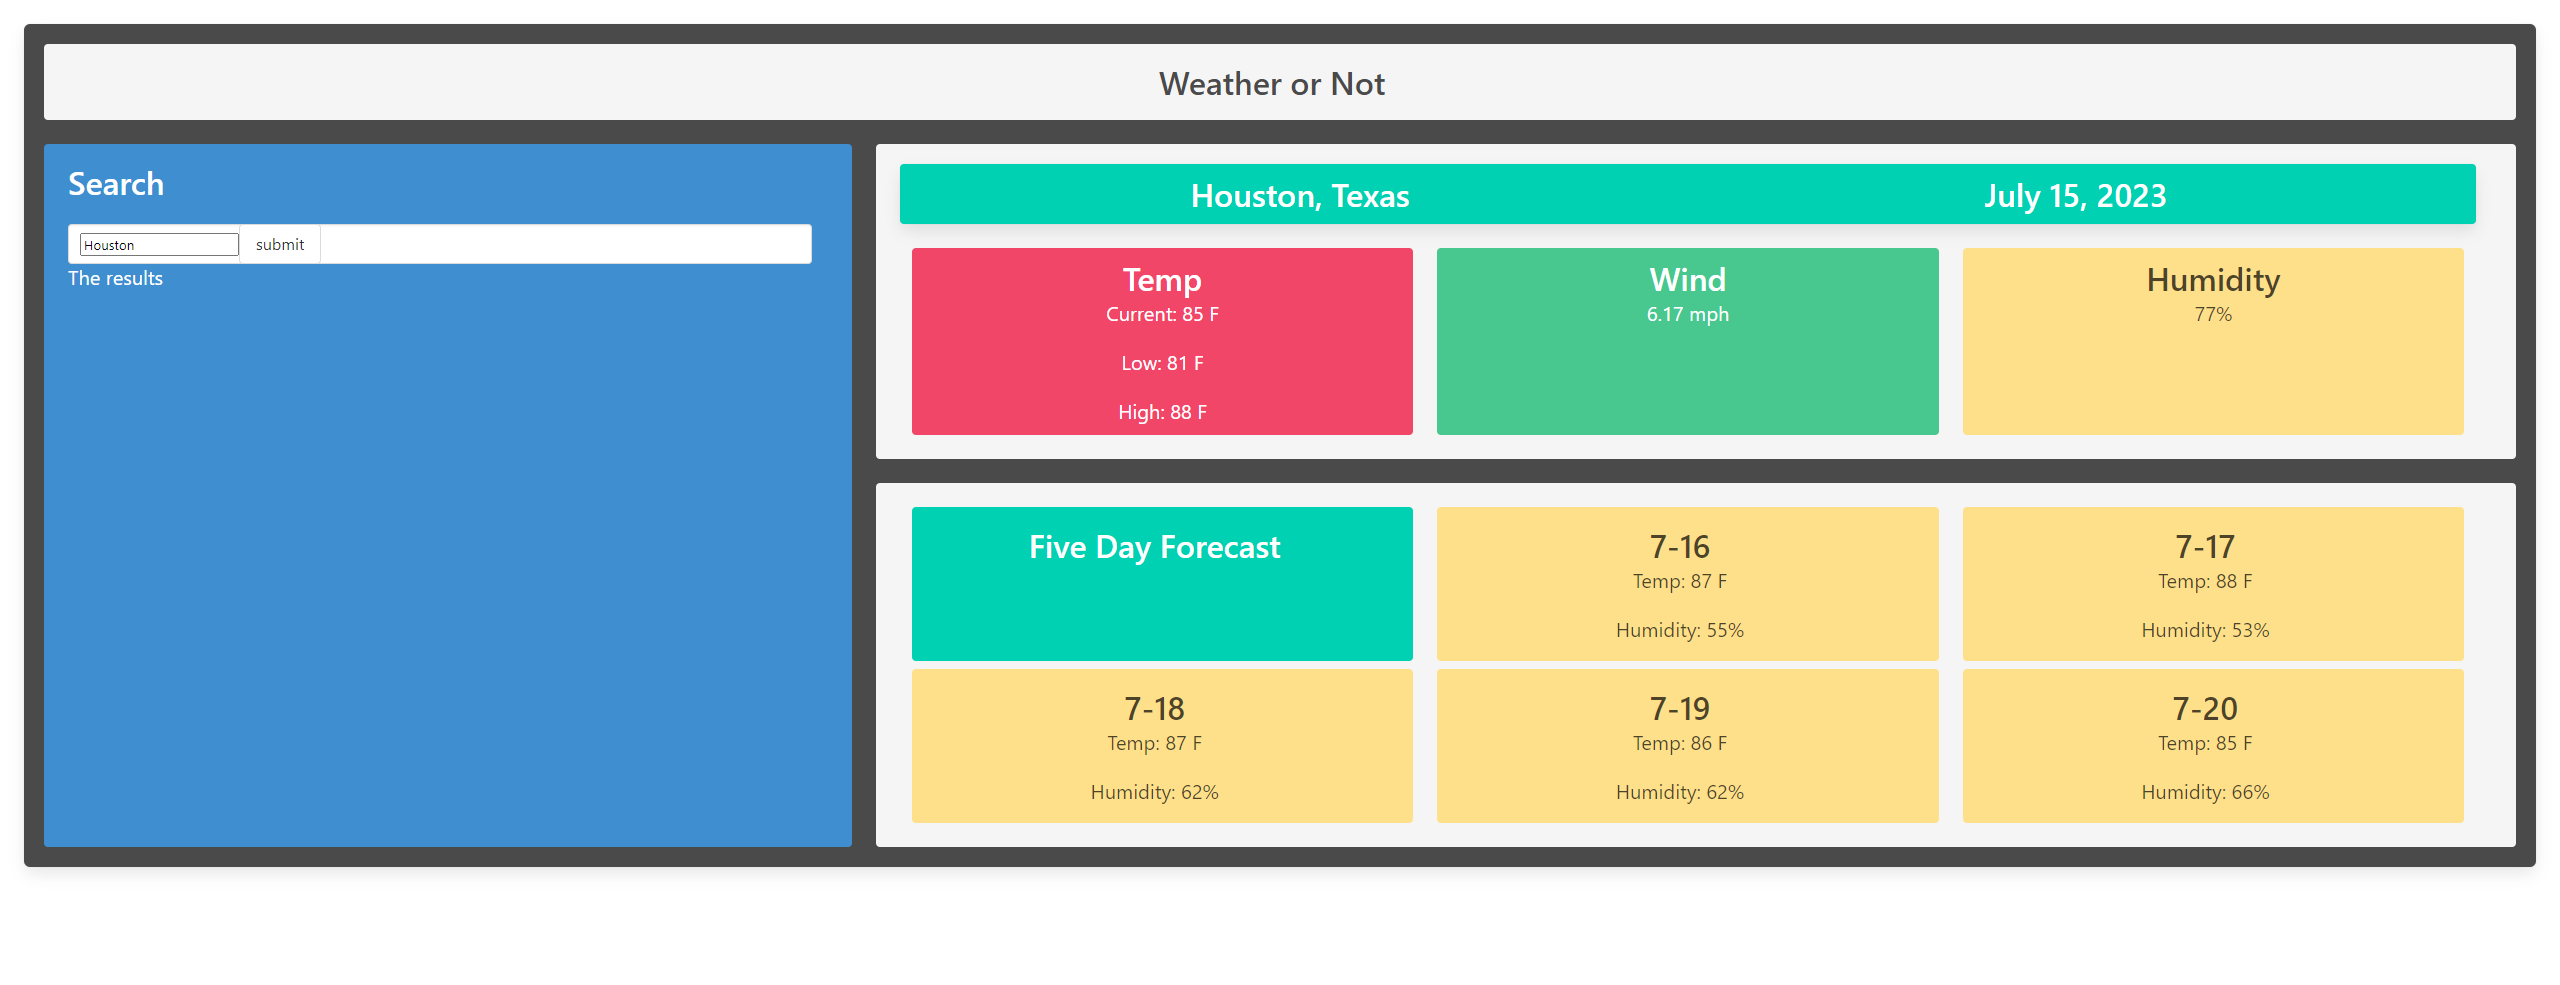 Weather or Not
Search
Houston
submit
The results
Houston, Texas
July 15, 2023
Temp
Current: 85 F
Low: 81 F
High: 88 F
Wind
6.17 mph
Humidity
77%
Five Day Forecast
7-16
Temp: 87 F
Humidity: 55%
7-17
Temp: 88 F
Humidity: 53%
7-18
Temp: 87 F
Humidity: 62%
7-19
Temp: 86 F
Humidity: 62%
7-20
Temp: 85 F
Humidity: 66%